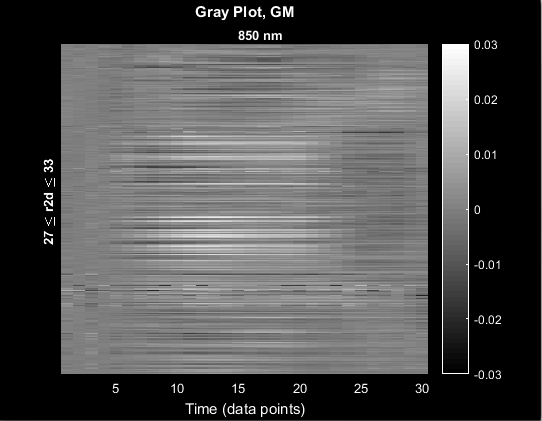 Gray Plot, GM
850 nm
27 ≤ r2d ≤ 33
0.03
0.02
0.01
0
-0.01
-0.02
-0.03
5 10 15 20 25 30
Time (data points)